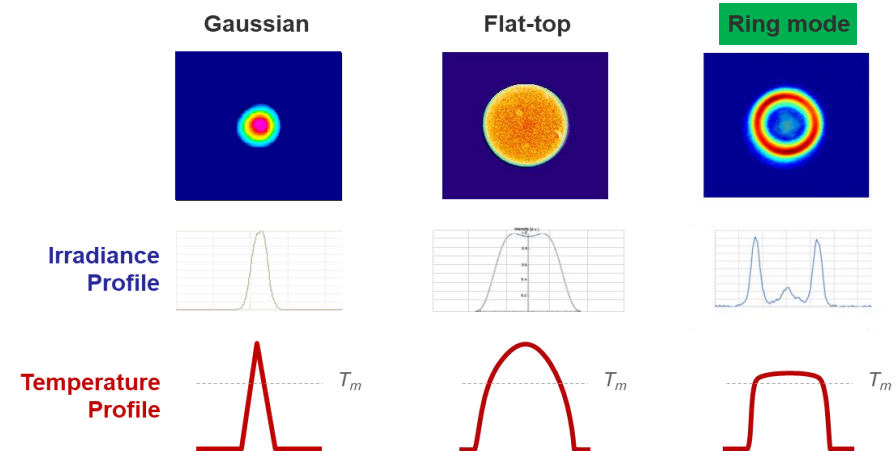 Gaussian
Flat-top
Ring mode
Irradiance
Profile
Temperature
Profile
Tm
Tm
Tm